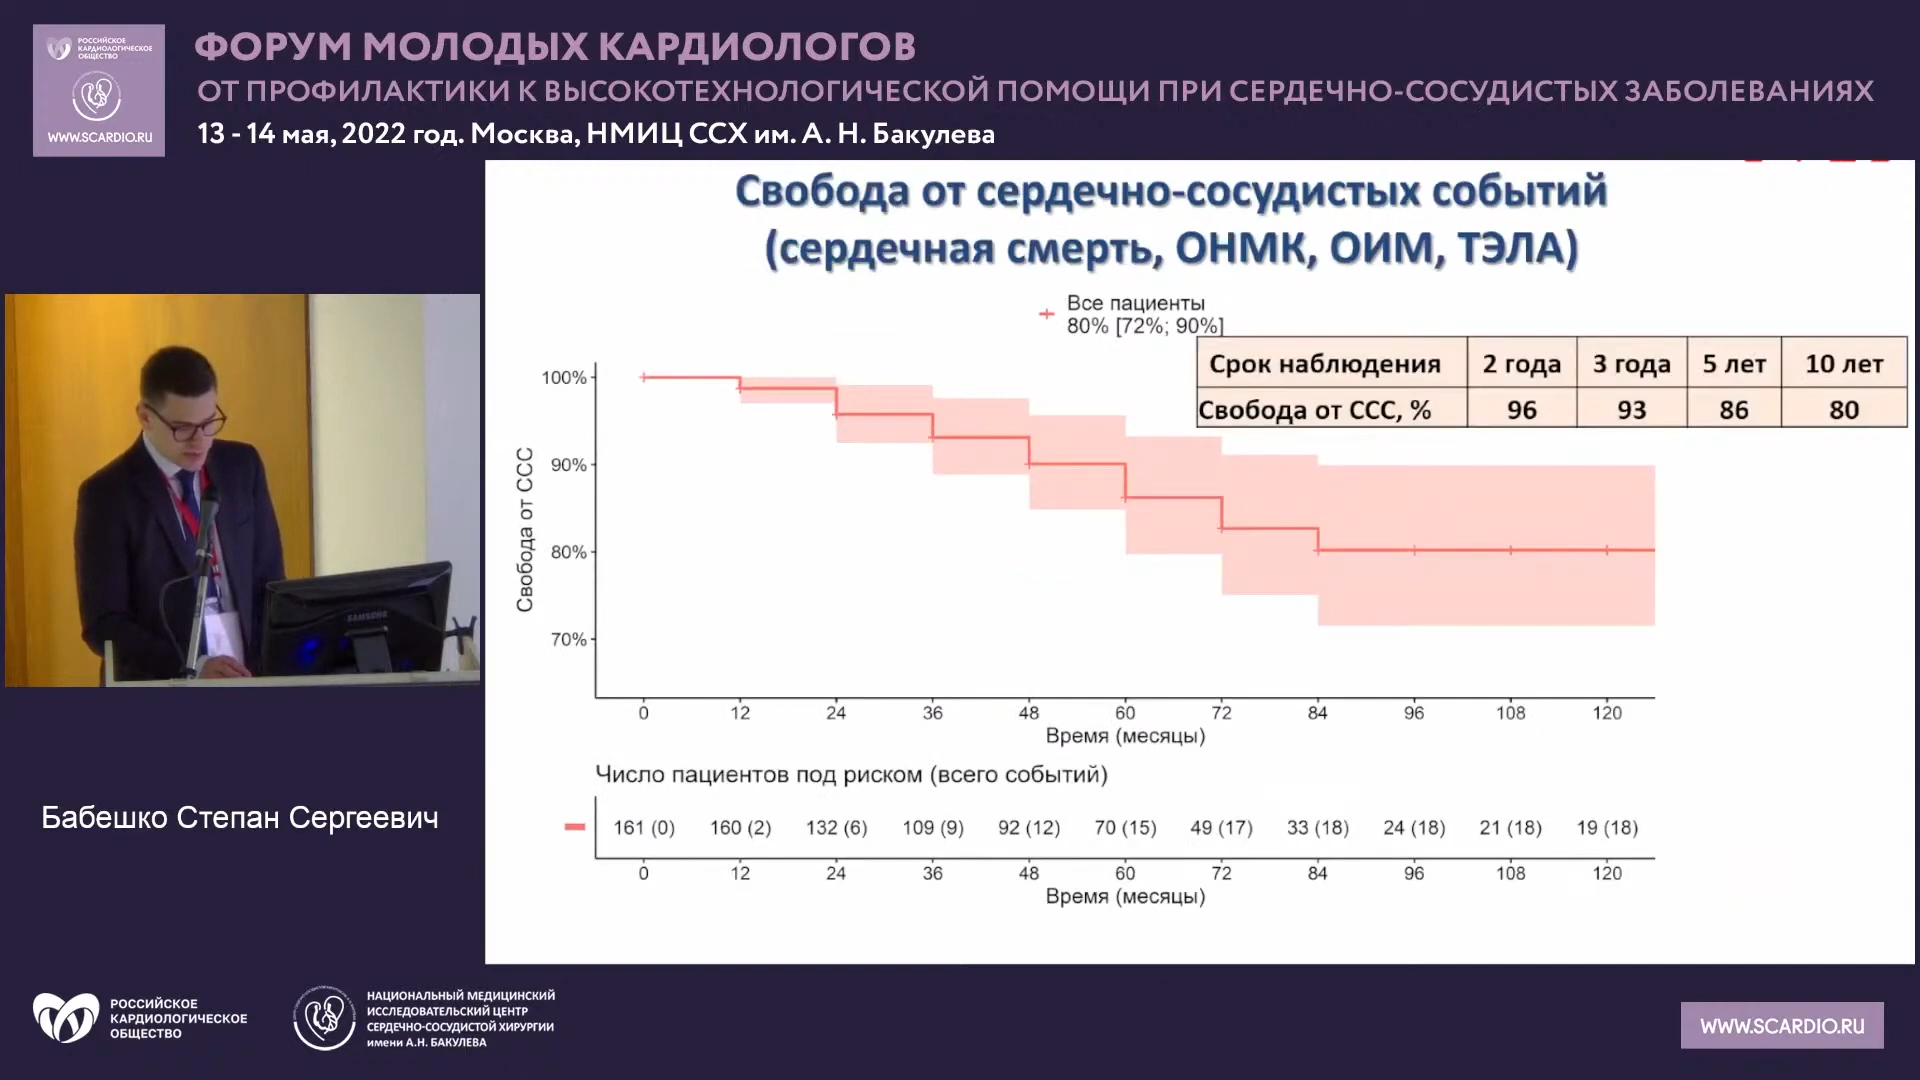 РОССИЙСКОЕ
КАРДИОЛОГИЧЕСКОЕ
ОБЩЕСТВО
WWW.SCARDIO.RU
ФОРУМ МОЛОДЫХ КАРДИОЛОГОВ
ОТ ПРОФИЛАКТИКИ К ВЫСОКОТЕХНОЛОГИЧЕСКОЙ ПОМОЩИ ПРИ СЕРДЕЧНО-СОСУДИСТЫХ ЗАБОЛЕВАНИЯХ
13 - 14 мая, 2022 год. Москва, НМИЦ ССХ им. А. Н. Бакулева
Свобода от сердечно-сосудистых событий
(сердечная смерть, ОНМК, ОИМ, ТЭЛА)
Все пациенты
80% [72%; 90%]
Срок наблюдения 2 года 3 года 5 лет 10 лет
Свобода от ССС, % 96 93 86 80
Свобода от ССС
100%
90%
80%
70%
0 12 24 36 48 60 72 84 96 108 120
Время (месяцы)
Число пациентов под риском (всего событий)
161 (0) 160 (2) 132 (6) 109 (9) 92 (12) 70 (15) 49 (17) 33 (18) 24 (18) 21 (18) 19 (18)
0 12 24 36 48 60 72 84 96 108 120
Время (месяцы)
SAMSUNG
Бабешко Степан Сергеевич
РОССИЙСКОЕ
КАРДИОЛОГИЧЕСКОЕ
ОБЩЕСТВО
НАЦИОНАЛЬНЫЙ МЕДИЦИНСКИЙ
ИССЛЕДОВАТЕЛЬСКИЙ ЦЕНТР
СЕРДЕЧНО-СОСУДИСТОЙ ХИРУРГИИ
имени А.Н. БАКУЛЕВА
WWW.SCARDIO.RU